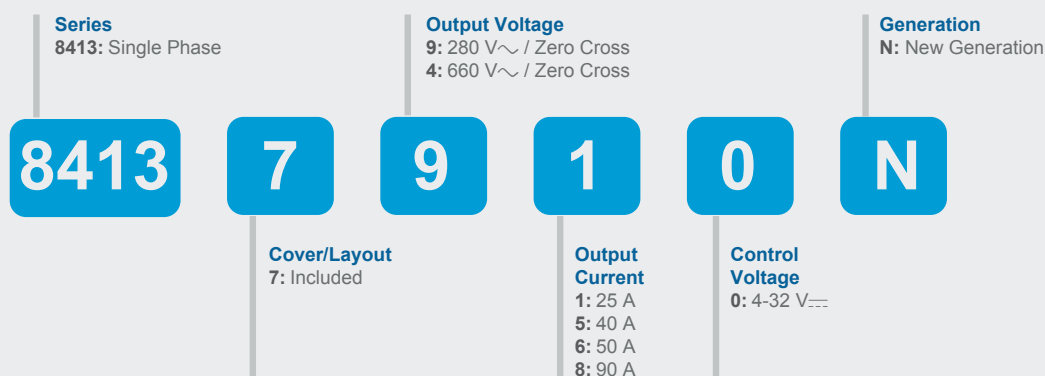 Series
8413: Single Phase
Output Voltage
9: 280 V∿ / Zero Cross
4: 660 V∿ / Zero Cross
Generation
N: New Generation
8413 7 9 1 0 N
Cover/Layout
7: Included
Output
Current
1: 25 A
5: 40 A
6: 50 A
8: 90 A
Control
Voltage
0: 4-32 V⎓